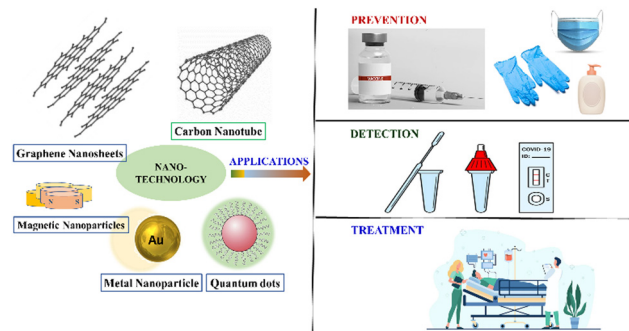 Graphene Nanosheets
Carbon Nanotube
NANO-
TECHNOLOGY
APPLICATIONS
N S
Magnetic Nanoparticles
Au
Metal Nanoparticle
Quantum dots
PREVENTION
DETECTION
COVID-19
ID:
C
T
S
TREATMENT